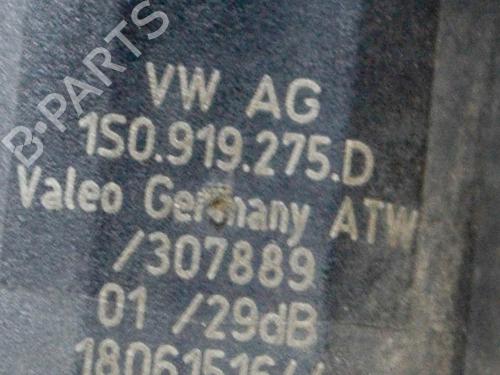 VW AG
1S0.919.275.D
Valeo Germany ATW
/307889
01 /29dB
B-PARTS